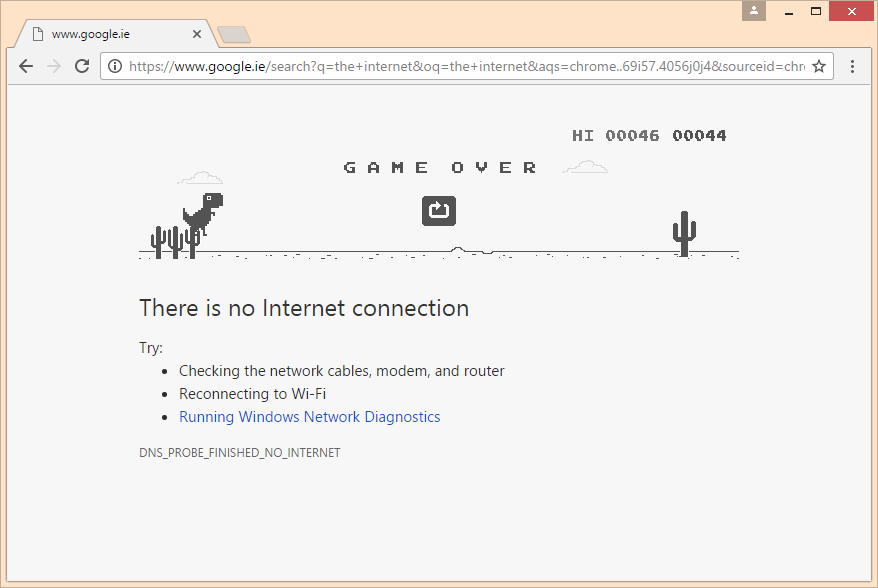 www.google.ie
https://www.google.ie/search?q=the+internet&oq=the+internet&aqs=chrome..69i57.4056j0j4&sourceid=chr
HI 00046 00044
GAME OVER
There is no Internet connection
Try:
Checking the network cables, modem, and router
Reconnecting to Wi-Fi
Running Windows Network Diagnostics
DNS_PROBE_FINISHED_NO_INTERNET